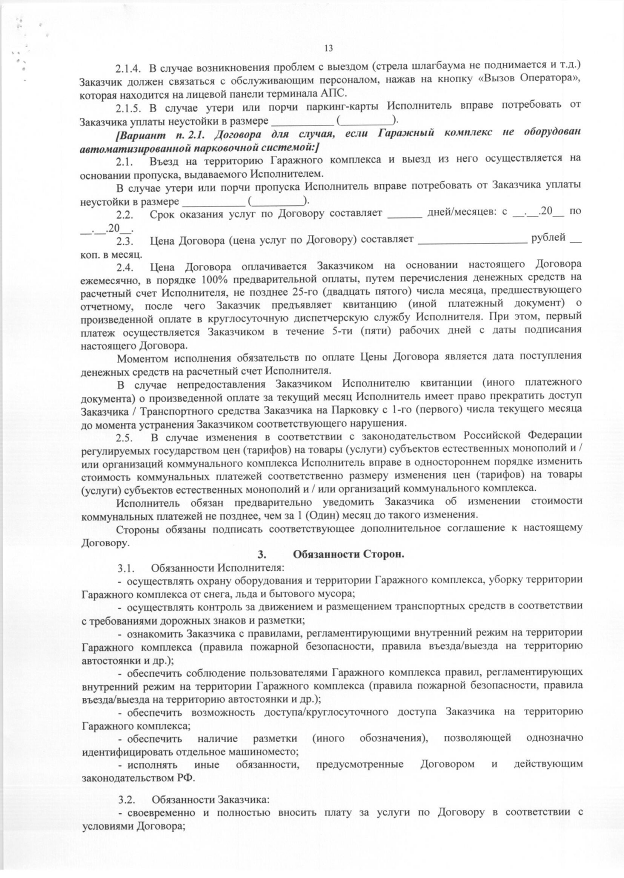 13
2.1.4. В случае возникновения проблем с выездом (стрела шлагбаума не поднимается и т.д.)
Заказчик должен связаться с обслуживающим персоналом, нажав на кнопку «Вызов Оператора»,
которая находится на лицевой панели терминала АПС.
2.1.5. В случае утери или порчи паркинг-карты Исполнитель вправе потребовать от
Заказчика уплаты неустойки в размере ___________ (__________).
[Вариант п. 2.1. Договора для случая, если Гаражный комплекс не оборудован
автоматизированной парковочной системой:]
2.1. Въезд на территорию Гаражного комплекса и выезд из него осуществляется на
основании пропуска, выдаваемого Исполнителем.
В случае утери или порчи пропуска Исполнитель вправе потребовать от Заказчика уплаты
неустойки в размере ___________ (_________).
2.2. Срок оказания услуг по Договору составляет ______ дней/месяцев: с __.__.20__ по
__.__.20__.
2.3. Цена Договора (цена услуг по Договору) составляет ___________________ рублей __
коп. в месяц.
2.4. Цена Договора оплачивается Заказчиком на основании настоящего Договора
ежемесячно, в порядке 100% предварительной оплаты, путем перечисления денежных средств на
расчетный счет Исполнителя, не позднее 25-го (двадцать пятого) числа месяца, предшествующего
отчетному, после чего Заказчик предъявляет квитанцию (иной платежный документ) о
произведенной оплате в круглосуточную диспетчерскую службу Исполнителя. При этом, первый
платеж осуществляется Заказчиком в течение 5-ти (пяти) рабочих дней с даты подписания
настоящего Договора.
Моментом исполнения обязательств по оплате Цены Договора является дата поступления
денежных средств на расчетный счет Исполнителя.
В случае непредоставления Заказчиком Исполнителю квитанции (иного платежного
документа) о произведенной оплате за текущий месяц Исполнитель имеет право прекратить доступ
Заказчика / Транспортного средства Заказчика на Парковку с 1-го (первого) числа текущего месяца
до момента устранения Заказчиком соответствующего нарушения.
2.5. В случае изменения в соответствии с законодательством Российской Федерации
регулируемых государством цен (тарифов) на товары (услуги) субъектов естественных монополий и /
или организаций коммунального комплекса Исполнитель вправе в одностороннем порядке изменить
стоимость коммунальных платежей соответственно размеру изменения цен (тарифов) на товары
(услуги) субъектов естественных монополий и / или организаций коммунального комплекса.
Исполнитель обязан предварительно уведомить Заказчика об изменении стоимости
коммунальных платежей не позднее, чем за 1 (Один) месяц до такого изменения.
Стороны обязаны подписать соответствующее дополнительное соглашение к настоящему
Договору.
3. Обязанности Сторон.
3.1. Обязанности Исполнителя:
- осуществлять охрану оборудования и территории Гаражного комплекса, уборку территории
Гаражного комплекса от снега, льда и бытового мусора;
- осуществлять контроль за движением и размещением транспортных средств в соответствии
с требованиями дорожных знаков и разметки;
- ознакомить Заказчика с правилами, регламентирующими внутренний режим на территории
Гаражного комплекса (правила пожарной безопасности, правила въезда/выезда на территорию
автостоянки и др.);
- обеспечить соблюдение пользователями Гаражного комплекса правил, регламентирующих
внутренний режим на территории Гаражного комплекса (правила пожарной безопасности, правила
въезда/выезда на территорию автостоянки и др.);
- обеспечить возможность доступа/круглосуточного доступа Заказчика на территорию
Гаражного комплекса;
- обеспечить наличие разметки (иного обозначения), позволяющей однозначно
идентифицировать отдельное машиноместо;
- исполнять иные обязанности, предусмотренные Договором и действующим
законодательством РФ.
3.2. Обязанности Заказчика:
- своевременно и полностью вносить плату за услуги по Договору в соответствии с
условиями Договора;